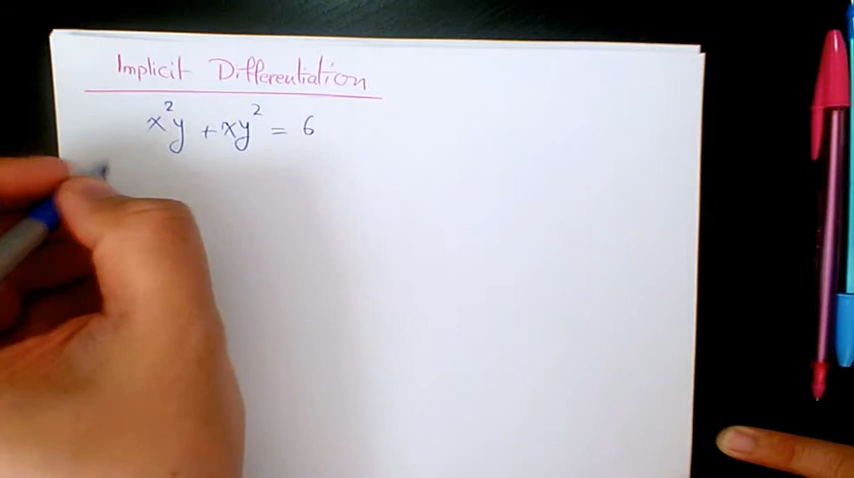 Implicit Differentiation
x²y + xy² = 6